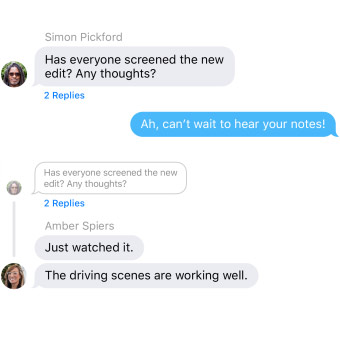 Simon Pickford
Has everyone screened the new
edit? Any thoughts?
2 Replies
Ah, can’t wait to hear your notes!
Has everyone screened the new
edit? Any thoughts?
2 Replies
Amber Spiers
Just watched it.
The driving scenes are working well.